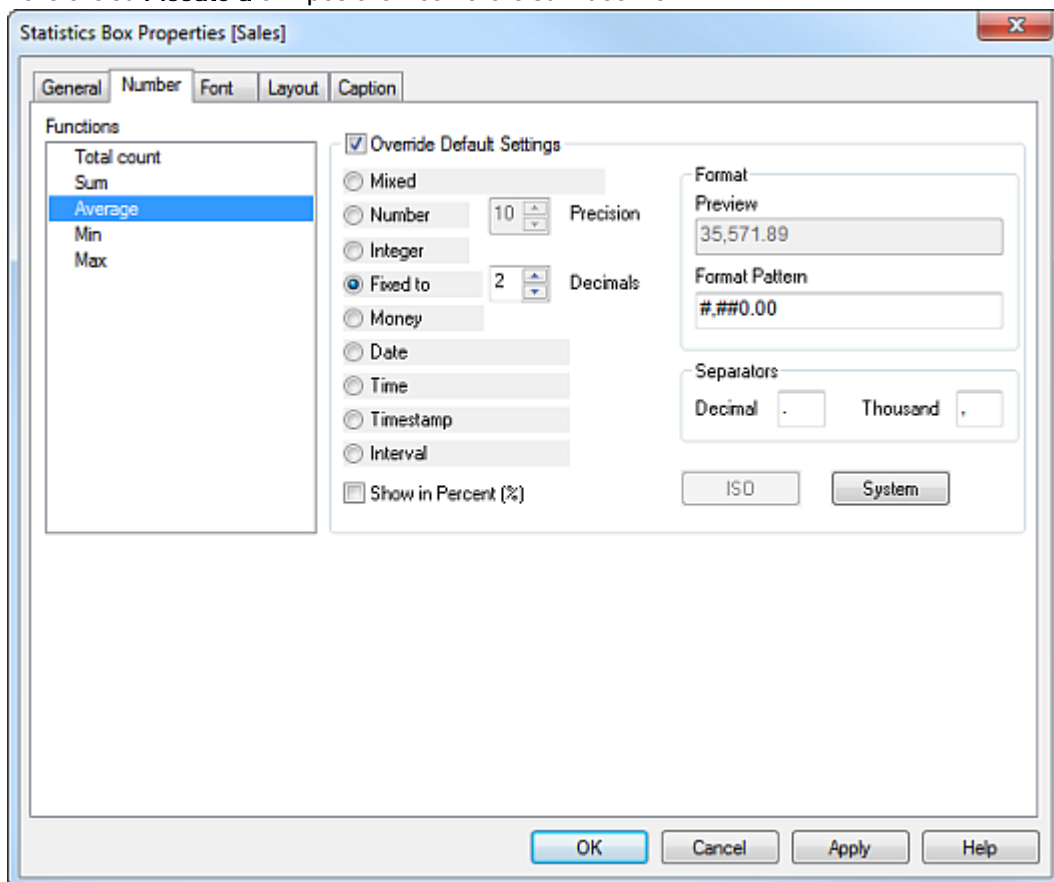 Fissato a
Statistics Box Properties [Sales]
General Number Font Layout Caption
Functions
Total count
Sum
Average
Min
Max
Override Default Settings
Mixed
Number 10 Precision
Integer
Fixed to 2 Decimals
Money
Date
Time
Timestamp
Interval
Show in Percent (%)
Format
Preview
35,571.89
Format Pattern
#,##0.00
Separators
Decimal . Thousand ,
ISO System
OK Cancel Apply Help